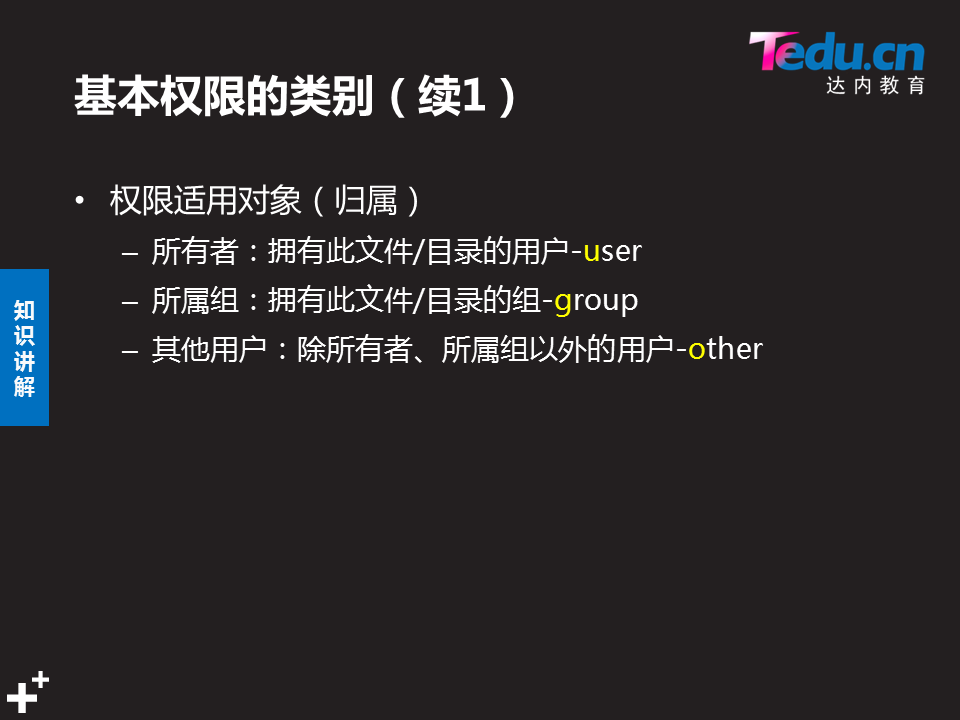 Tedu.cn
达内教育
基本权限的类别（续1）
• 权限适用对象（归属）
– 所有者：拥有此文件/目录的用户-user
– 所属组：拥有此文件/目录的组-group
– 其他用户：除所有者、所属组以外的用户-other
知识讲解